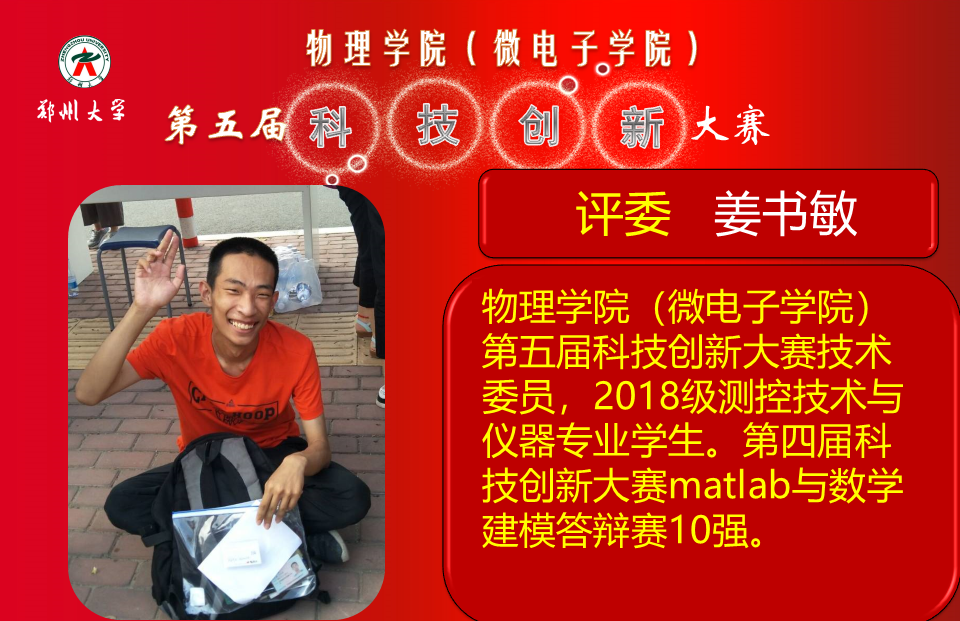 物理学院（微电子学院）
ZHENGZHOU UNIVERSITY
郑州大学
第五届科技创新大赛
评委 姜书敏
物理学院（微电子学院）
第五届科技创新大赛技术
委员，2018级测控技术与
仪器专业学生。第四届科
技创新大赛matlab与数学
建模答辩赛10强。